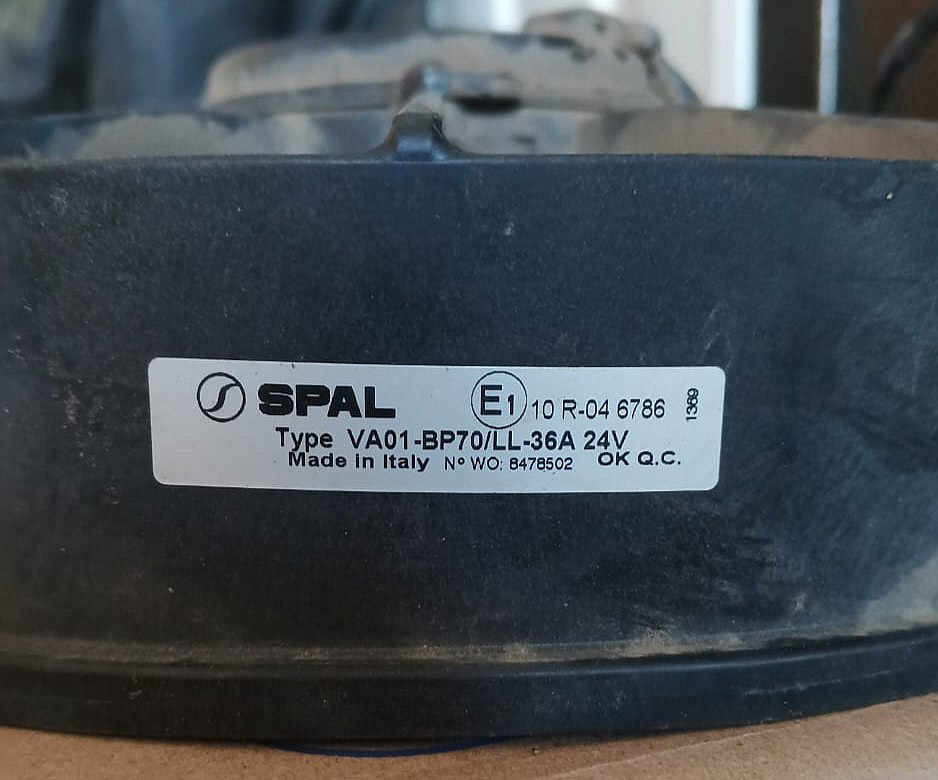 SPAL E1 10 R-04 6786 1369
Type VA01-BP70/LL-36A 24V
Made in Italy N° WO: 8478502 OK Q.C.